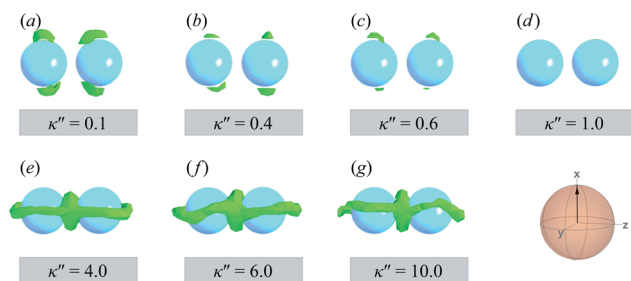 (a) (b) (c) (d)
κ″ = 0.1 κ″ = 0.4 κ″ = 0.6 κ″ = 1.0
(e) (f) (g)
x
y z
κ″ = 4.0 κ″ = 6.0 κ″ = 10.0